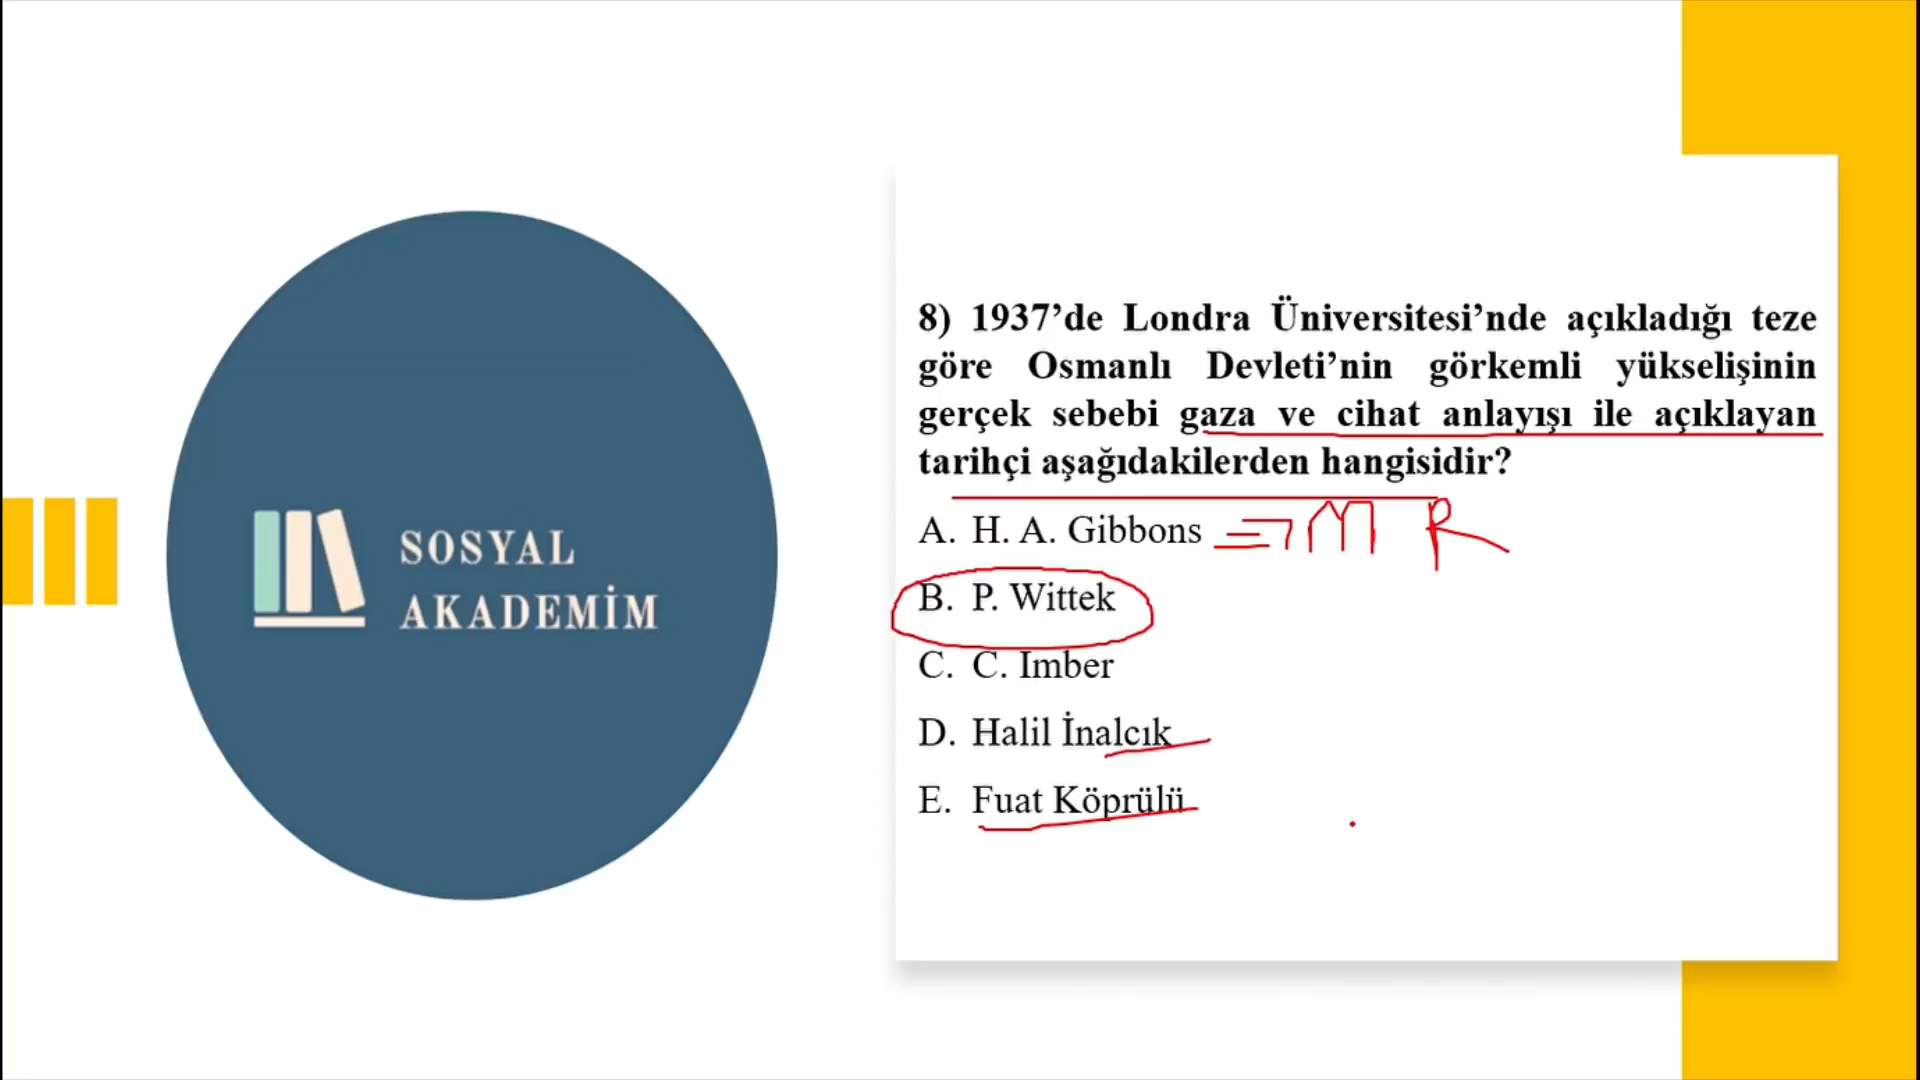 SOSYAL
AKADEMİM
8) 1937’de Londra Üniversitesi’nde açıkladığı teze
göre Osmanlı Devleti’nin görkemli yükselişinin
gerçek sebebi gaza ve cihat anlayışı ile açıklayan
tarihçi aşağıdakilerden hangisidir?
A. H. A. Gibbons M R
B. P. Wittek
C. C. Imber
D. Halil İnalcık
E. Fuat Köprülü